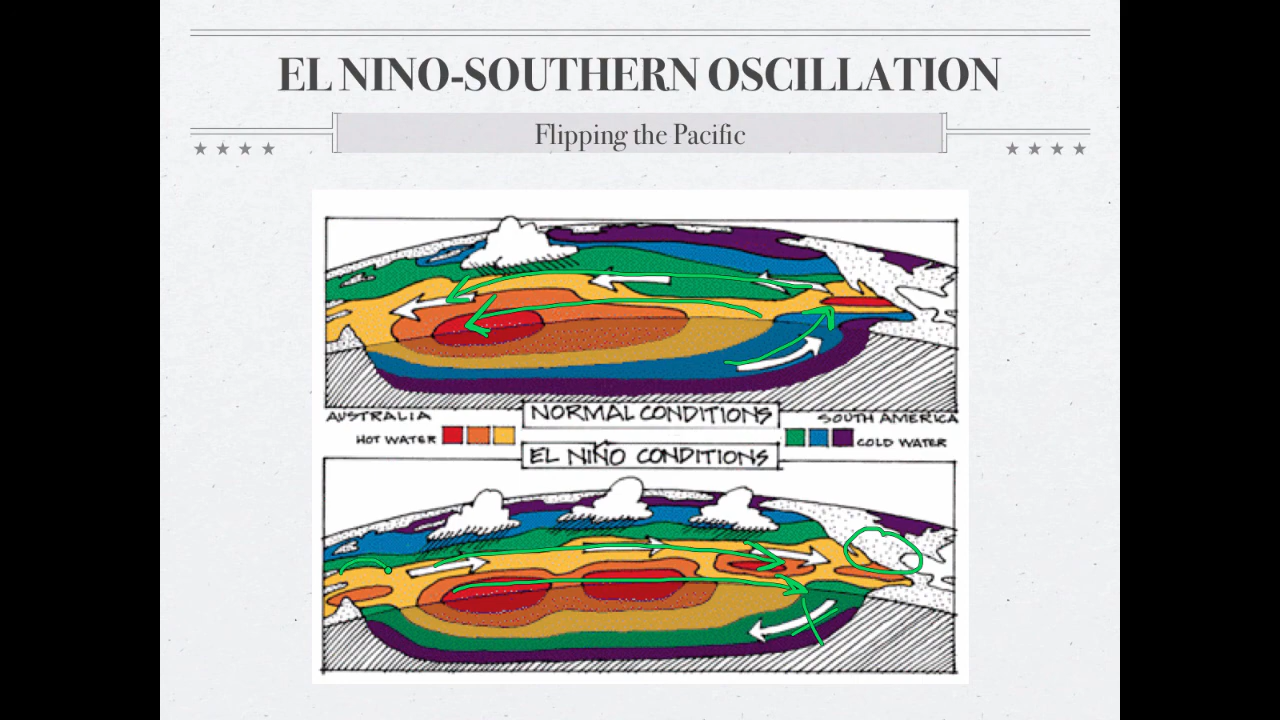 EL NINO-SOUTHERN OSCILLATION
Flipping the Pacific
NORMAL CONDITIONS
AUSTRALIA
SOUTH AMERICA
HOT WATER
COLD WATER
EL NIÑO CONDITIONS